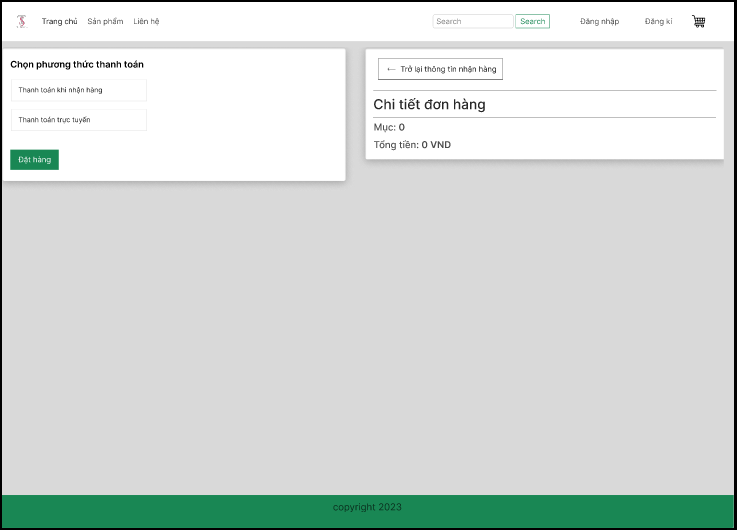 Trang chủ Sản phẩm Liên hệ Search Search Đăng nhập Đăng kí
Chọn phương thức thanh toán
Thanh toán khi nhận hàng
Thanh toán trực tuyến
Đặt hàng
← Trở lại thông tin nhận hàng
Chi tiết đơn hàng
Mục: 0
Tổng tiền: 0 VND
copyright 2023